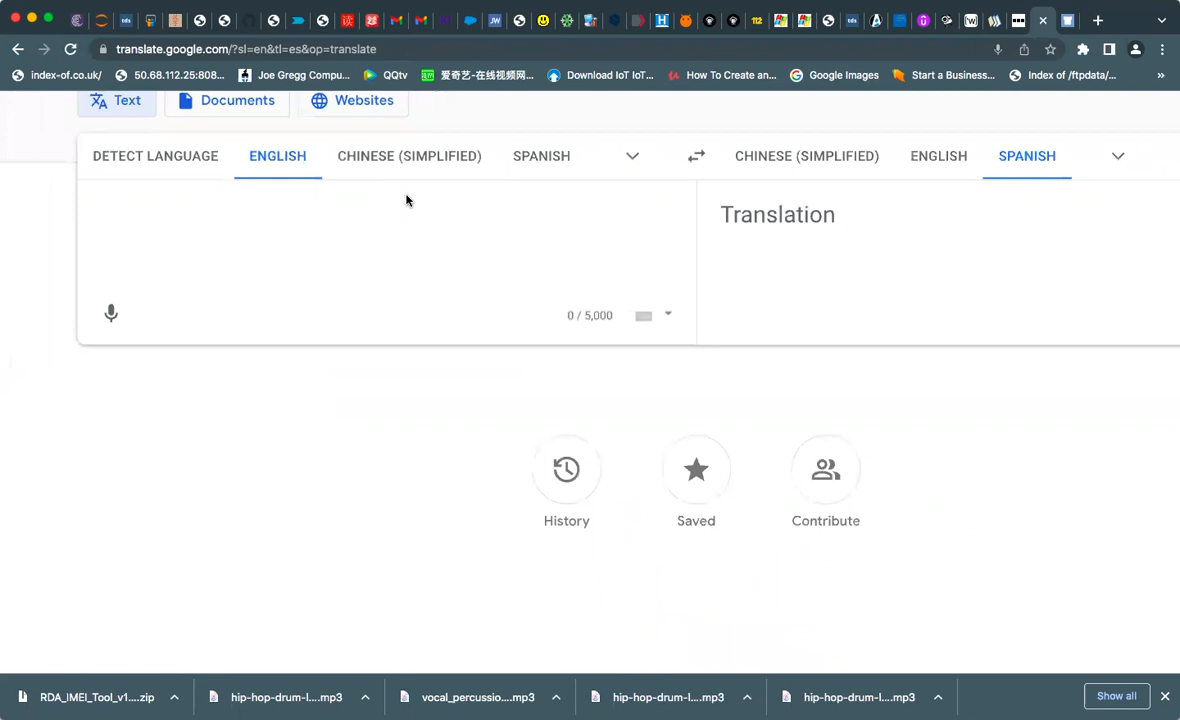 translate.google.com/?sl=en&tl=es&op=translate
index-of.co.uk/ 50.68.112.25:808... Joe Gregg Compu... QQtv 爱奇艺-在线视频网... Download IoT IoT... How To Create an... Google Images Start a Business... Index of /ftpdata/... »
Text Documents Websites
DETECT LANGUAGE ENGLISH CHINESE (SIMPLIFIED) SPANISH CHINESE (SIMPLIFIED) ENGLISH SPANISH
Translation
0 / 5,000
History Saved Contribute
RDA_IMEI_Tool_v1....zip hip-hop-drum-l....mp3 vocal_percussio....mp3 hip-hop-drum-l....mp3 hip-hop-drum-l....mp3 Show all